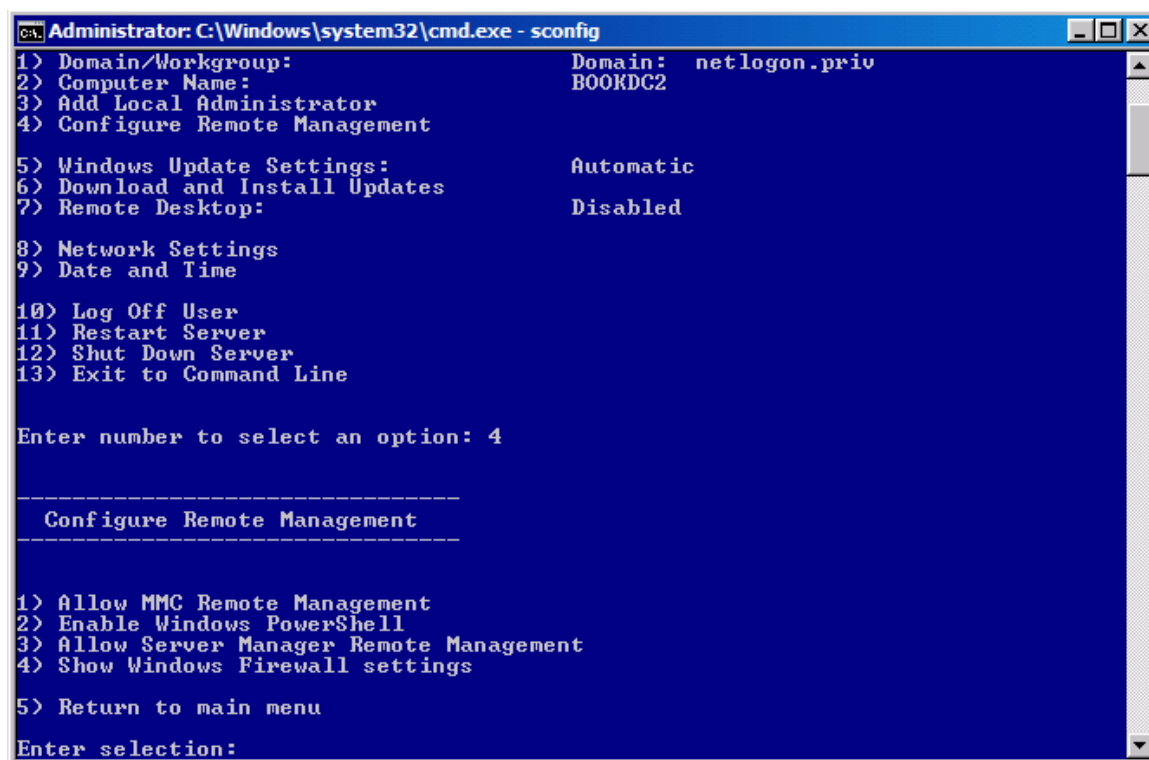 Administrator: C:\Windows\system32\cmd.exe - sconfig
1) Domain/Workgroup: Domain: netlogon.priv
2) Computer Name: BOOKDC2
3) Add Local Administrator
4) Configure Remote Management
5) Windows Update Settings: Automatic
6) Download and Install Updates
7) Remote Desktop: Disabled
8) Network Settings
9) Date and Time
10) Log Off User
11) Restart Server
12) Shut Down Server
13) Exit to Command Line
Enter number to select an option: 4
--------------------------------
Configure Remote Management
--------------------------------
1) Allow MMC Remote Management
2) Enable Windows PowerShell
3) Allow Server Manager Remote Management
4) Show Windows Firewall settings
5) Return to main menu
Enter selection: